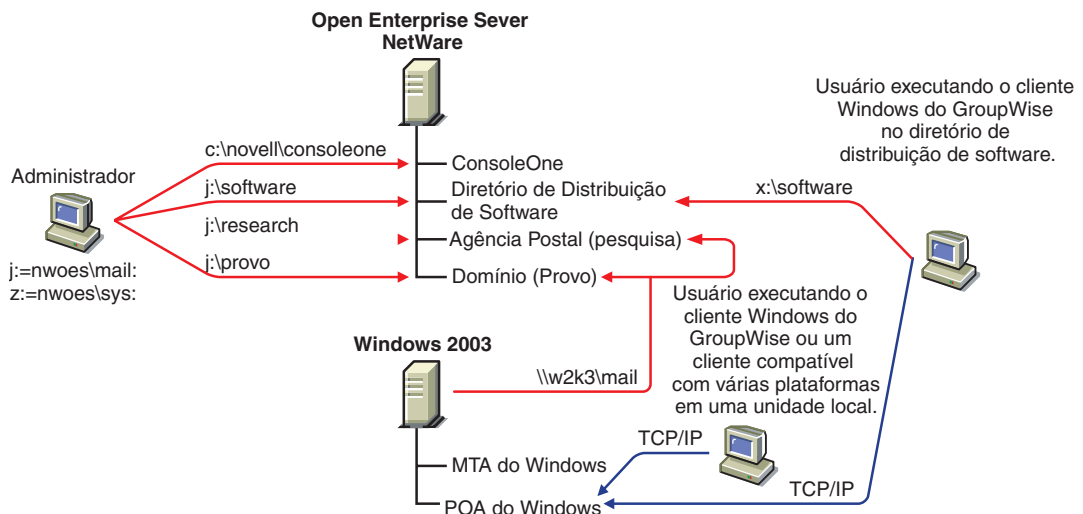 Open Enterprise Sever
NetWare
Usuário executando o cliente
Windows do GroupWise
no diretório de
distribuição de software.
c:\novell\consoleone
ConsoleOne
Administrador
j:\software
Diretório de Distribuição
de Software
x:\software
j:\research
Agência Postal (pesquisa)
j:\provo
Domínio (Provo)
j:=nwoes\mail:
z:=nwoes\sys:
Usuário executando o
cliente Windows do
GroupWise ou um
cliente compatível
com várias plataformas
em uma unidade local.
Windows 2003
\\w2k3\mail
TCP/IP
MTA do Windows
TCP/IP
POA do Windows